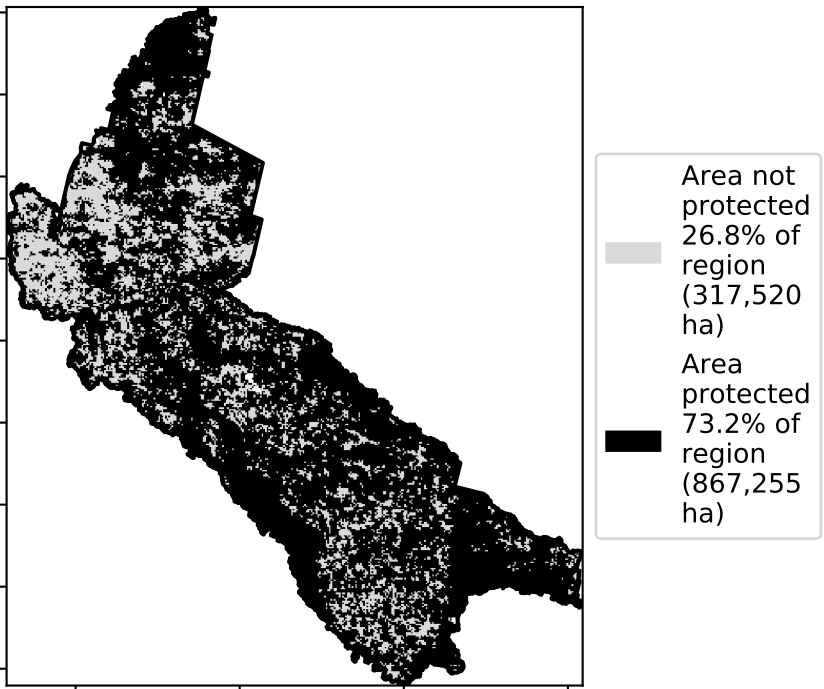 Area not
protected
26.8% of
region
(317,520
ha)
Area
protected
73.2% of
region
(867,255
ha)